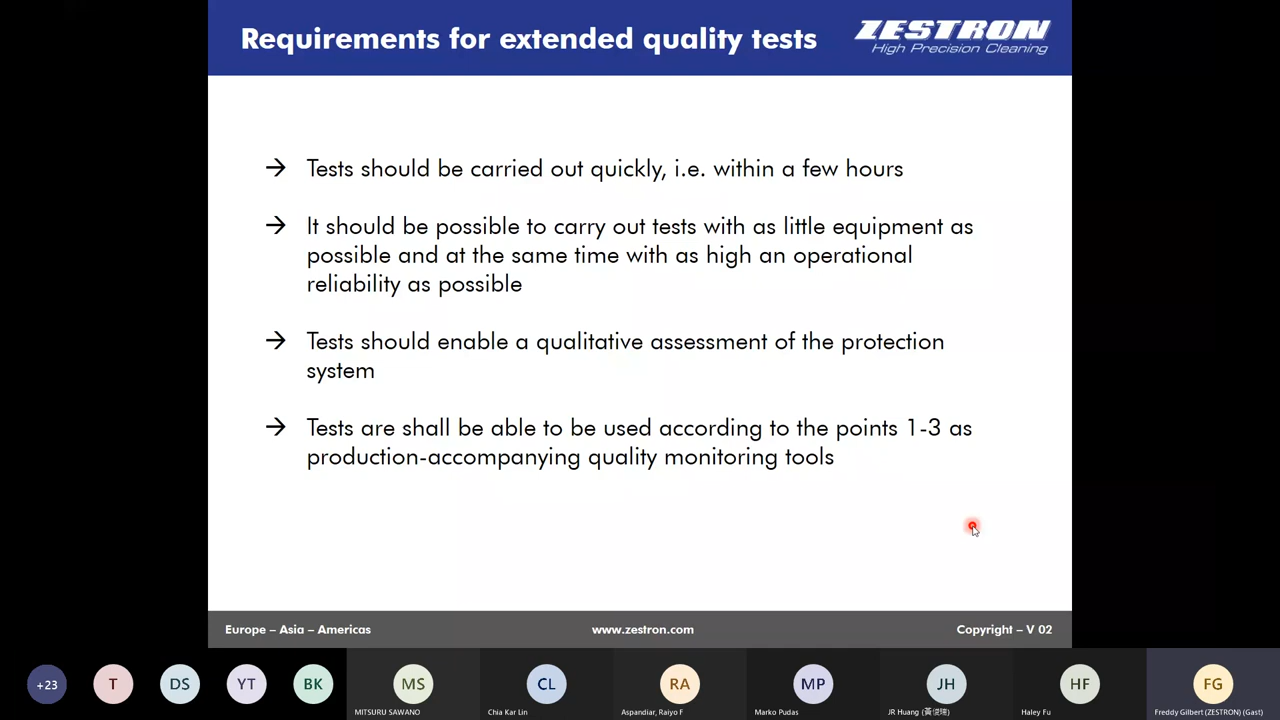 Requirements for extended quality tests
ZESTRON
High Precision Cleaning
→ Tests should be carried out quickly, i.e. within a few hours
→ It should be possible to carry out tests with as little equipment as
possible and at the same time with as high an operational
reliability as possible
→ Tests should enable a qualitative assessment of the protection
system
→ Tests are shall be able to be used according to the points 1-3 as
production-accompanying quality monitoring tools
Europe – Asia – Americas
www.zestron.com
Copyright – V 02
+23
T
DS
YT
BK
MS
CL
RA
MP
JH
HF
FG
MITSURU SAWANO
Chia Kar Lin
Aspandiar, Raiyo F
Marko Pudas
JR Huang (黃俊瑞)
Haley Fu
Freddy Gilbert (ZESTRON) (Gast)